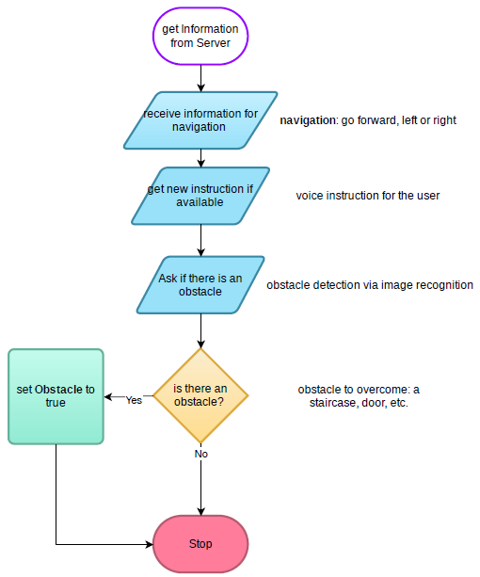 get Information
from Server
receive information for
navigation
navigation: go forward, left or right
get new instruction if
available
voice instruction for the user
Ask if there is an
obstacle
obstacle detection via image recognition
set Obstacle to
true
Yes
is there an
obstacle?
obstacle to overcome: a
staircase, door, etc.
No
Stop